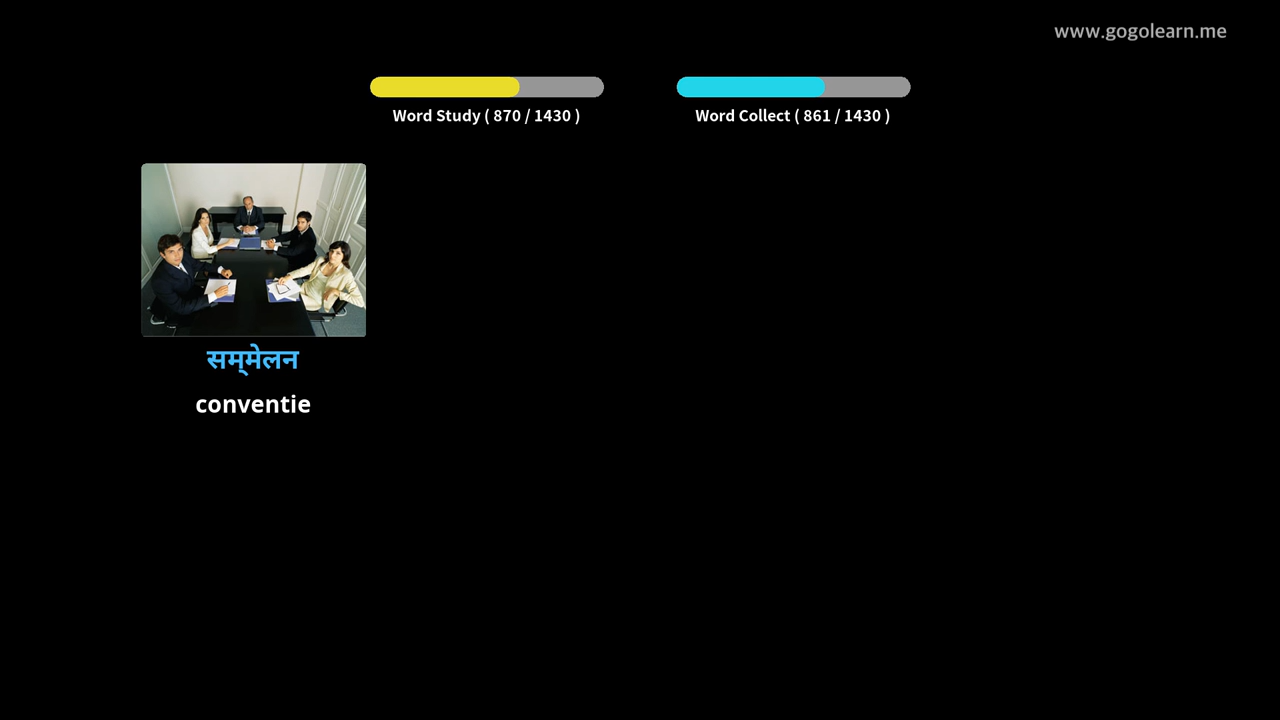 www.gogolearn.me
Word Study ( 870 / 1430 )
Word Collect ( 861 / 1430 )
सम्मेलन
conventie